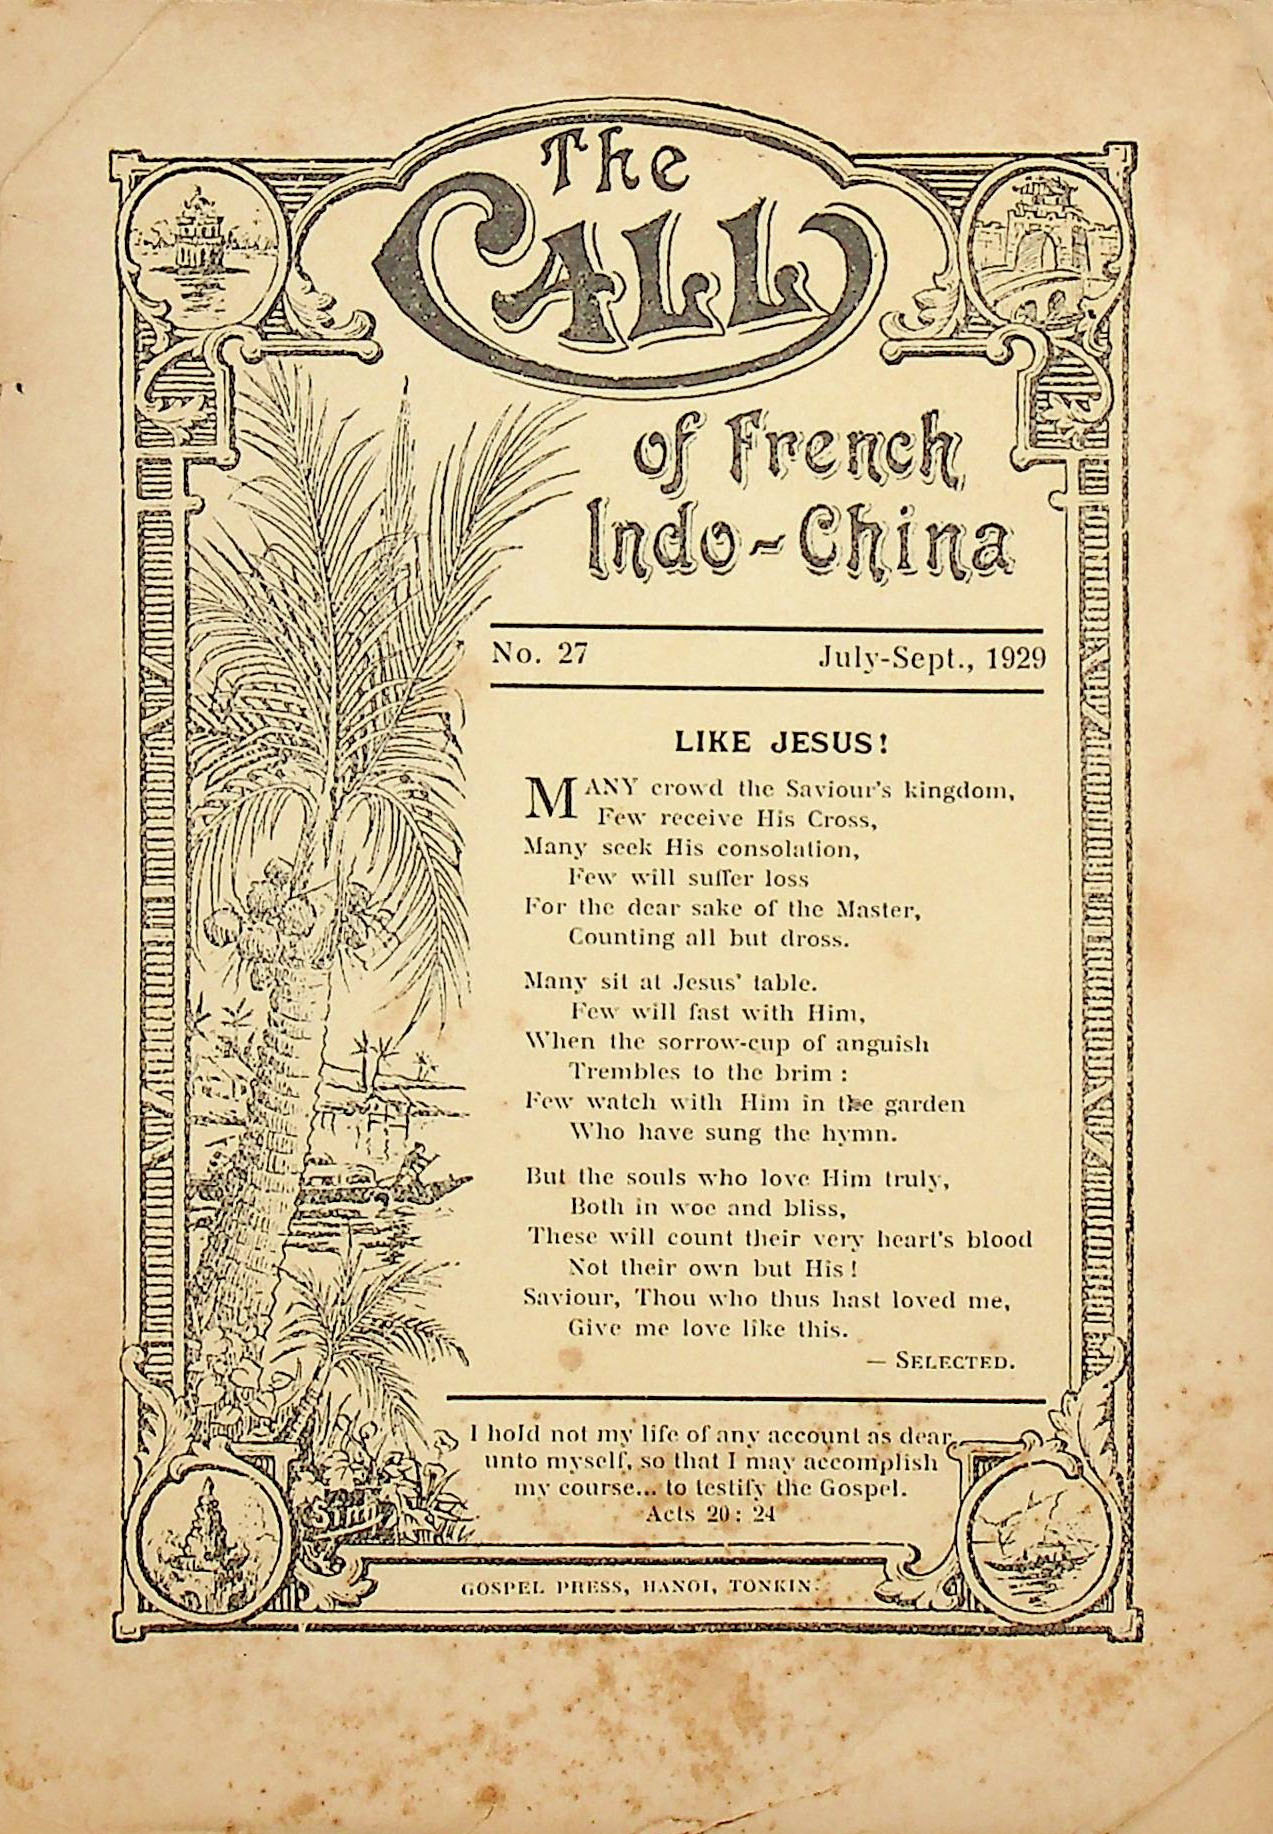 The
CALL
of French
Indo-China
No. 27 July-Sept., 1929
LIKE JESUS!
MANY crowd the Saviour's kingdom,
Few receive His Cross,
Many seek His consolation,
Few will suffer loss
For the dear sake of the Master,
Counting all but dross.
Many sit at Jesus' table.
Few will fast with Him,
When the sorrow-cup of anguish
Trembles to the brim :
Few watch with Him in the garden
Who have sung the hymn.
But the souls who love Him truly,
Both in woe and bliss,
These will count their very heart's blood
Not their own but His!
Saviour, Thou who thus hast loved me,
Give me love like this.
— SELECTED.
I hold not my life of any account as dear
unto myself, so that I may accomplish
my course... to testify the Gospel.
Acts 20: 24
GOSPEL PRESS, HANOI, TONKIN.